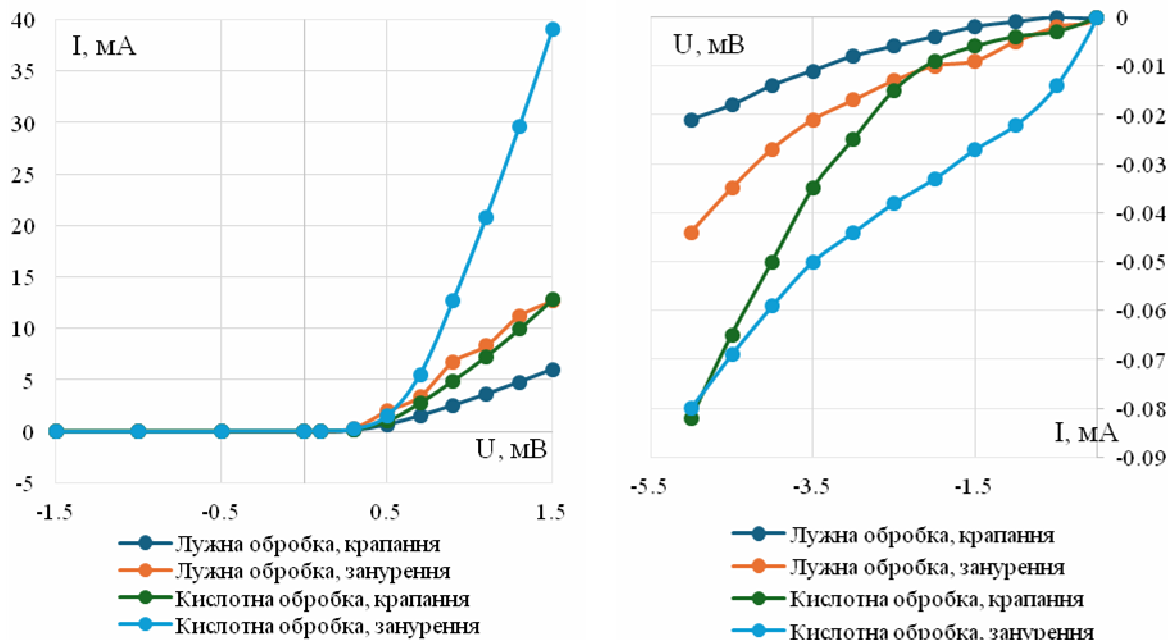 I, мА
40
35
30
25
20
15
10
5
0
-5
U, мВ
-1.5
-0.5
0.5
1.5
Лужна обробка, крапання
Лужна обробка, занурення
Кислотна обробка, крапання
Кислотна обробка, занурення
U, мВ
0
-0.01
-0.02
-0.03
-0.04
-0.05
-0.06
-0.07
-0.08
-0.09
I, мА
-5.5
-3.5
-1.5
Лужна обробка, крапання
Лужна обробка, занурення
Кислотна обробка, крапання
Кислотна обробка, занурення